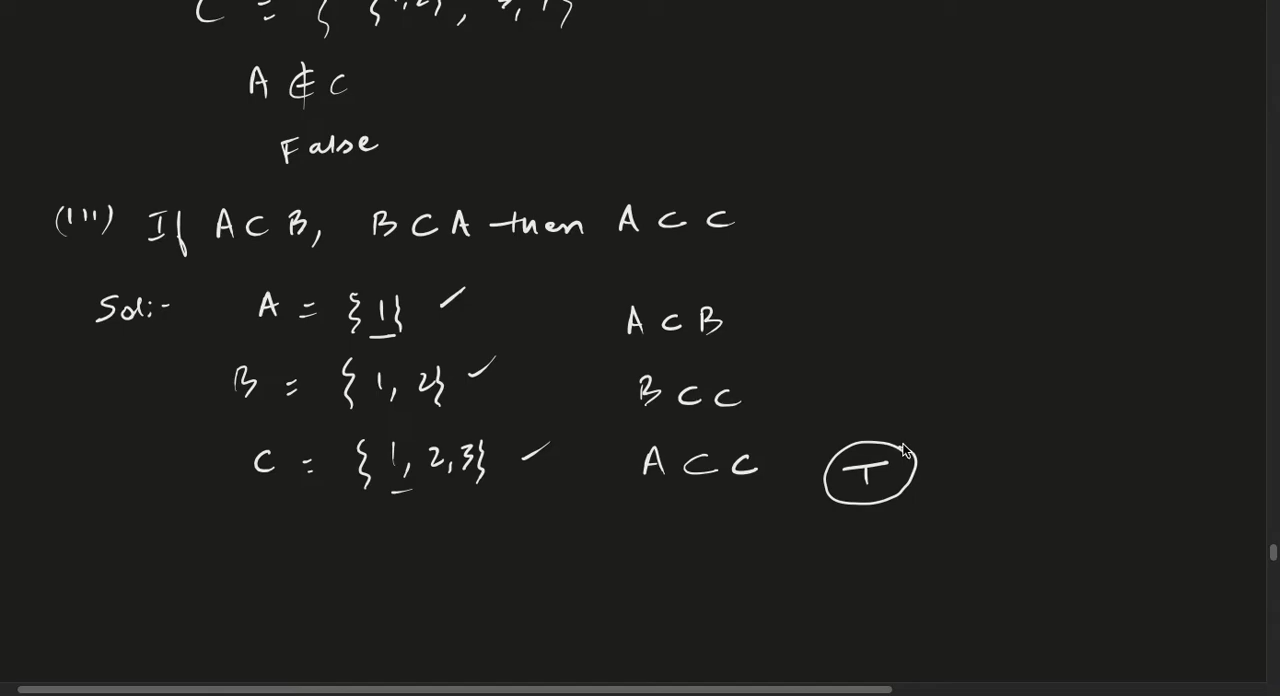 A ∉ C
False
(iii) If A ⊂ B, B ⊂ A then A ⊂ C
Sol:- A = {1} ✓ A ⊂ B
B = {1, 2} ✓ B ⊂ C
C = {1, 2, 3} ✓ A ⊂ C T